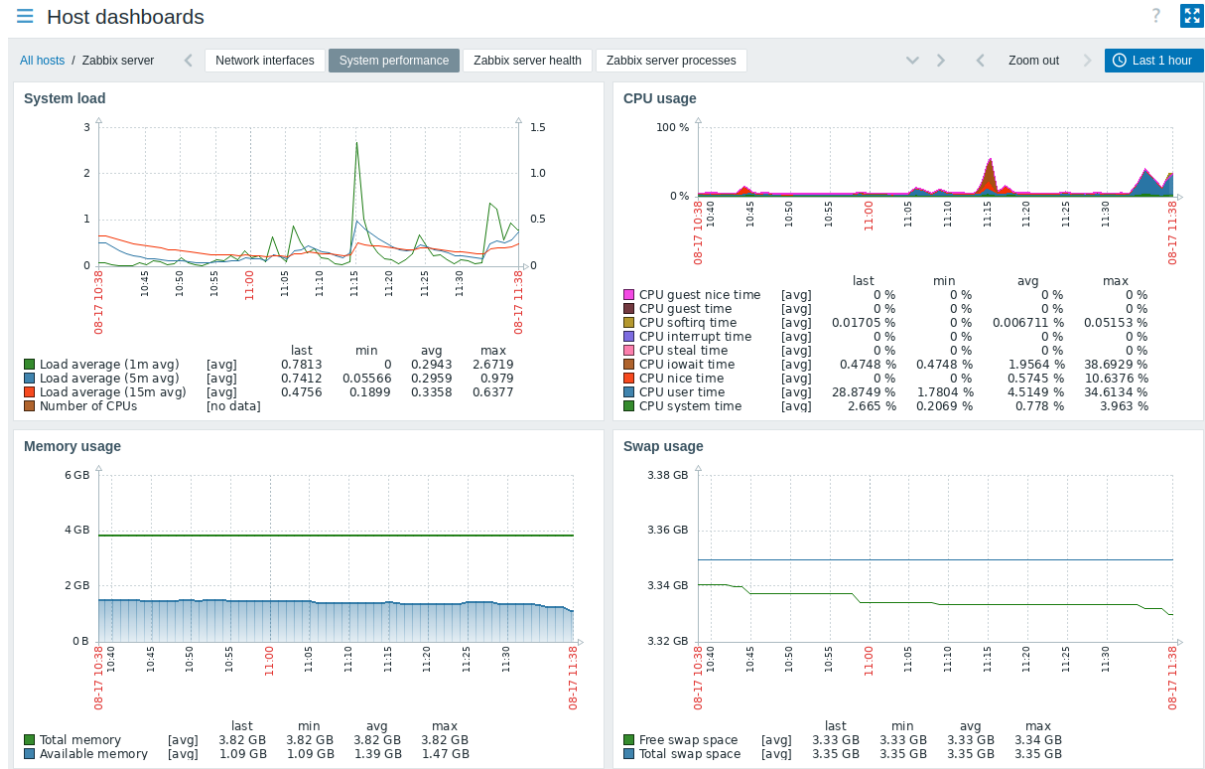 Host dashboards ?
All hosts / Zabbix server Network interfaces System performance Zabbix server health Zabbix server processes Zoom out Last 1 hour
System load
3 1.5
2 1.0
1 0.5
0 0
08-17 10:38 10:45 10:50 10:55 11:00 11:05 11:10 11:15 11:20 11:25 11:30 08-17 11:38
last min avg max
Load average (1m avg) [avg] 0.7813 0 0.2943 2.6719
Load average (5m avg) [avg] 0.7412 0.05566 0.2959 0.979
Load average (15m avg) [avg] 0.4756 0.1899 0.3358 0.6377
Number of CPUs [no data]
CPU usage
100 %
0 %
08-17 10:38 10:40 10:45 10:50 10:55 11:00 11:05 11:10 11:15 11:20 11:25 11:30 08-17 11:38
last min avg max
CPU guest nice time [avg] 0 % 0 % 0 % 0 %
CPU guest time [avg] 0 % 0 % 0 % 0 %
CPU softirq time [avg] 0.01705 % 0 % 0.006711 % 0.05153 %
CPU interrupt time [avg] 0 % 0 % 0 % 0 %
CPU steal time [avg] 0 % 0 % 0 % 0 %
CPU iowait time [avg] 0.4748 % 0.4748 % 1.9564 % 38.6929 %
CPU nice time [avg] 0 % 0 % 0.5745 % 10.6376 %
CPU user time [avg] 28.8749 % 1.7804 % 4.5149 % 34.6134 %
CPU system time [avg] 2.665 % 0.2069 % 0.778 % 3.963 %
Memory usage
6 GB
4 GB
2 GB
0 B
08-17 10:38 10:40 10:45 10:50 10:55 11:00 11:05 11:10 11:15 11:20 11:25 11:30 08-17 11:38
last min avg max
Total memory [avg] 3.82 GB 3.82 GB 3.82 GB 3.82 GB
Available memory [avg] 1.09 GB 1.09 GB 1.39 GB 1.47 GB
Swap usage
3.38 GB
3.36 GB
3.34 GB
3.32 GB
08-17 10:38 10:40 10:45 10:50 10:55 11:00 11:05 11:10 11:15 11:20 11:25 11:30 08-17 11:38
last min avg max
Free swap space [avg] 3.33 GB 3.33 GB 3.33 GB 3.34 GB
Total swap space [avg] 3.35 GB 3.35 GB 3.35 GB 3.35 GB